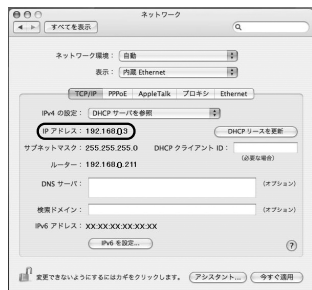 ネットワーク
すべてを表示
ネットワーク環境： 自動
表示： 内蔵 Ethernet
TCP/IP PPPoE AppleTalk プロキシ Ethernet
IPv4 の設定： DHCP サーバを参照
IP アドレス：192.168.0.3 DHCP リースを更新
サブネットマスク：255.255.255.0 DHCP クライアント ID：
（必要な場合）
ルーター：192.168.0.211
DNS サーバ： （オプション）
検索ドメイン： （オプション）
IPv6 アドレス：XX:XX:XX:XX:XX:XX
IPv6 を設定... ?
変更できないようにするにはカギをクリックします。 アシスタント... 今すぐ適用